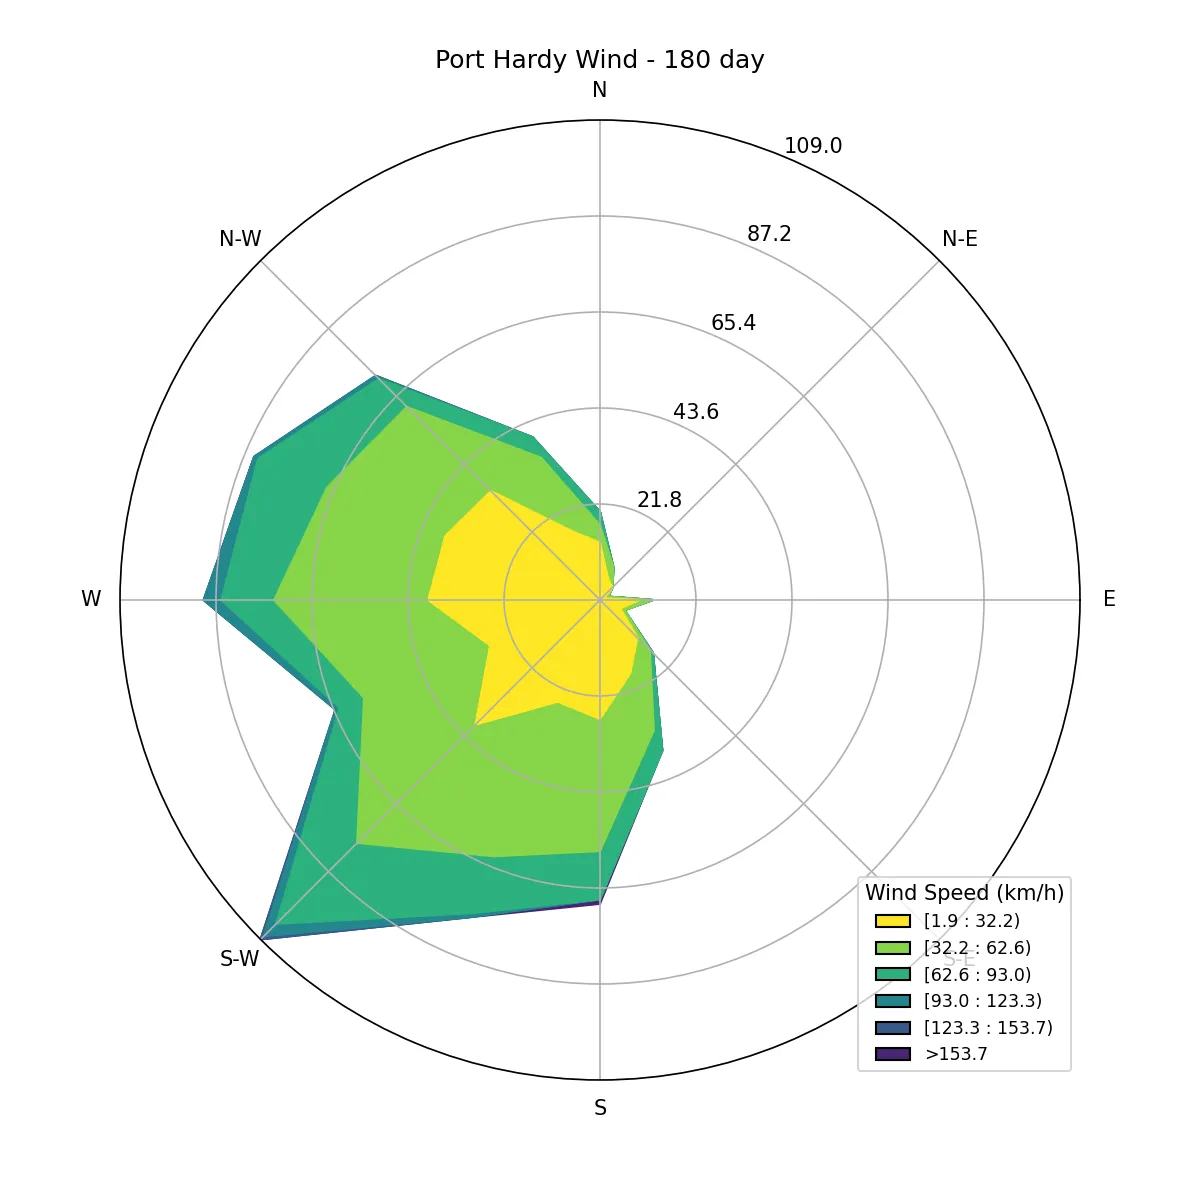 Port Hardy Wind - 180 day
N
109.0
N-W
N-E
87.2
65.4
43.6
21.8
W
E
S-W
S-E
S
Wind Speed (km/h)
[1.9 : 32.2)
[32.2 : 62.6)
[62.6 : 93.0)
[93.0 : 123.3)
[123.3 : 153.7)
>153.7